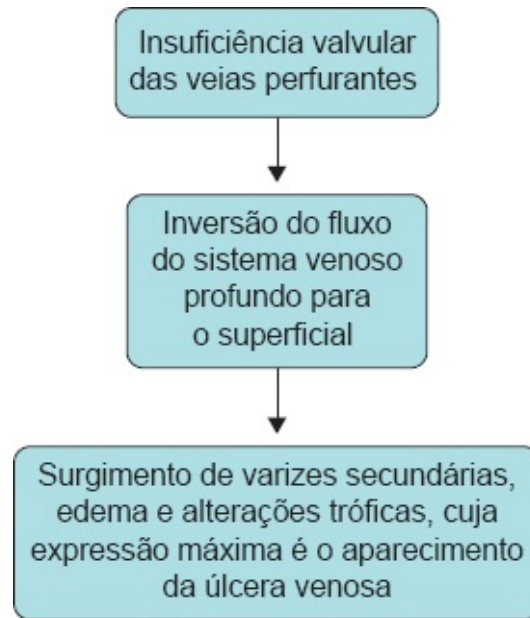 Insuficiência valvular
das veias perfurantes
Inversão do fluxo
do sistema venoso
profundo para
o superficial
Surgimento de varizes secundárias,
edema e alterações tróficas, cuja
expressão máxima é o aparecimento
da úlcera venosa